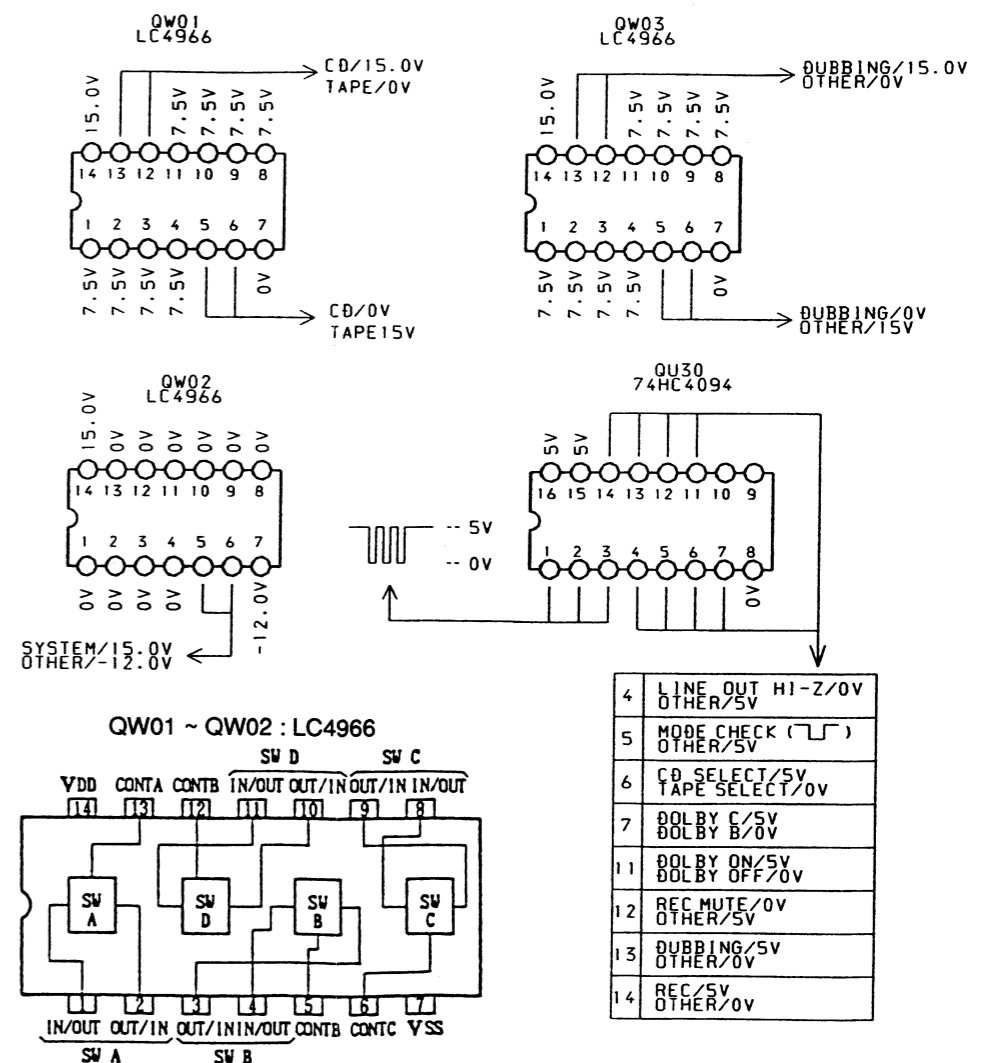 QW01
LC4966
CD/15.0V
TAPE/0V
15.0V
7.5V
7.5V
7.5V
7.5V
14 13 12 11 10 9 8
1 2 3 4 5 6 7
7.5V
7.5V
7.5V
7.5V
0V
CD/0V
TAPE15V
QW03
LC4966
DUBBING/15.0V
OTHER/0V
15.0V
7.5V
7.5V
7.5V
7.5V
14 13 12 11 10 9 8
1 2 3 4 5 6 7
7.5V
7.5V
7.5V
7.5V
0V
DUBBING/0V
OTHER/15V
QW02
LC4966
15.0V
0V
0V
0V
0V
0V
0V
14 13 12 11 10 9 8
1 2 3 4 5 6 7
0V
0V
0V
0V
-12.0V
SYSTEM/15.0V
OTHER/-12.0V
QU30
74HC4094
5V
5V
16 15 14 13 12 11 10 9
1 2 3 4 5 6 7 8
0V
-- 5V
-- 0V
4 LINE OUT HI-Z/0V
OTHER/5V
5 MODE CHECK ( )
OTHER/5V
6 CD SELECT/5V
TAPE SELECT/0V
7 DOLBY C/5V
DOLBY B/0V
11 DOLBY ON/5V
DOLBY OFF/0V
12 REC MUTE/0V
OTHER/5V
13 DUBBING/5V
OTHER/0V
14 REC/5V
OTHER/0V
QW01 ~ QW02 : LC4966
SW D SW C
VDD CONTA CONTB IN/OUT OUT/IN OUT/IN IN/OUT
14 13 12 11 10 9 8
SW
A
SW
D
SW
B
SW
C
1 2 3 4 5 6 7
IN/OUT OUT/IN OUT/IN IN/OUT CONTB CONTC VSS
SW A SW B